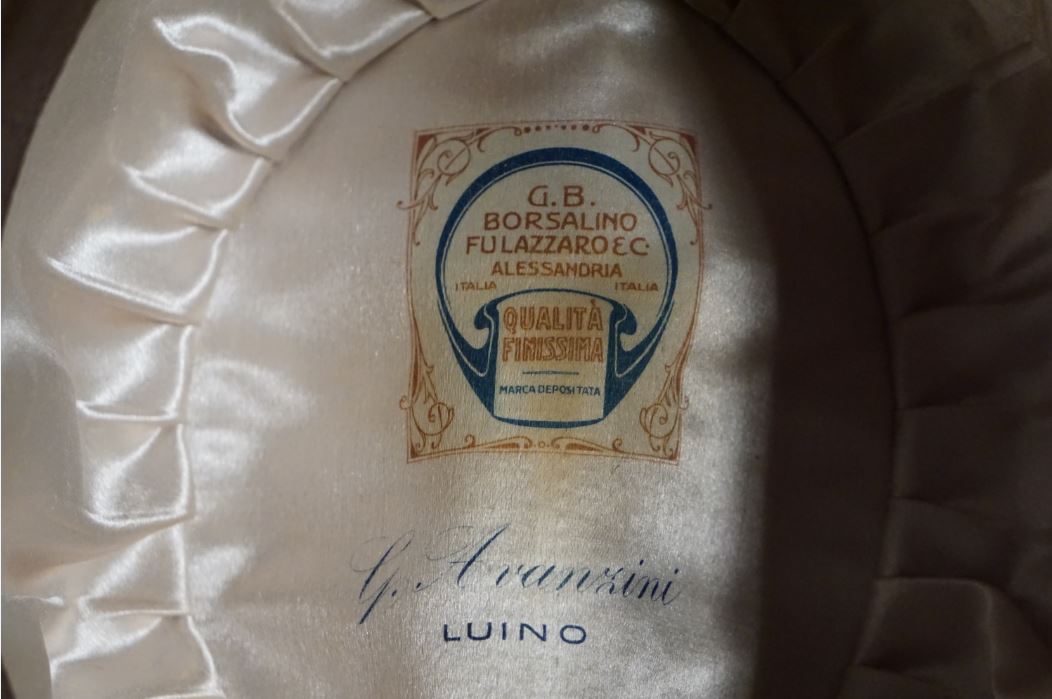 G.B.
BORSALINO
FU LAZZARO & C.
ALESSANDRIA
ITALIA ITALIA
QUALITÀ
FINISSIMA
MARCA DEPOSITATA
G. Avanzini
LUINO